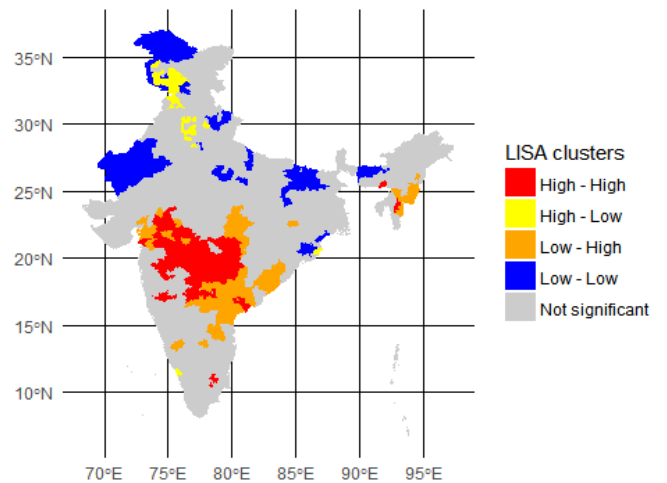 35°N
30°N
25°N
20°N
15°N
10°N
70°E 75°E 80°E 85°E 90°E 95°E
LISA clusters
High - High
High - Low
Low - High
Low - Low
Not significant